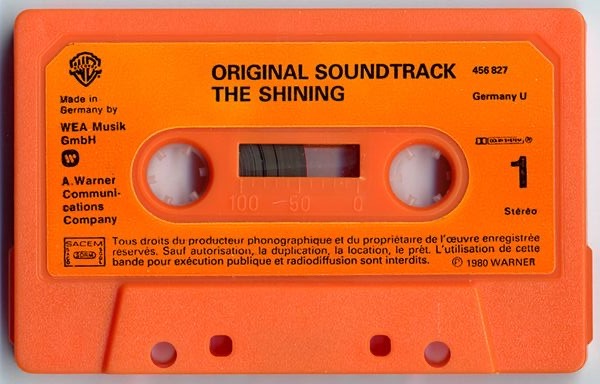 ORIGINAL SOUNDTRACK
THE SHINING
456 827
Made in
Germany by
Germany U
WEA Musik
GmbH
A. Warner
Communi-
cations
Company
DOLBY SYSTEM
1
Stéréo
100 -50 0
SACEM
SDRM
Tous droits du producteur phonographique et du propriétaire de l'œuvre enregistrée
réservés. Sauf autorisation, la duplication, la location, le prêt. L'utilisation de cette
bande pour exécution publique et radiodiffusion sont interdits. Ⓟ 1980 WARNER